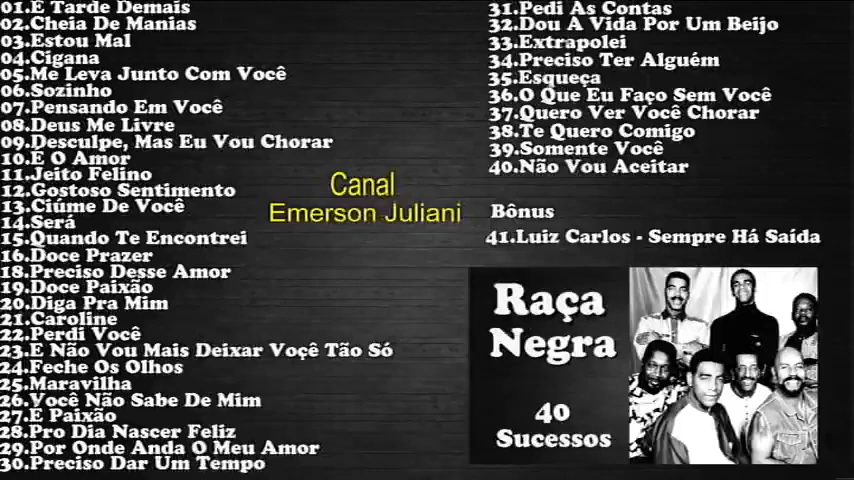 01.É Tarde Demais
02.Cheia De Manias
03.Estou Mal
04.Cigana
05.Me Leva Junto Com Você
06.Sozinho
07.Pensando Em Você
08.Deus Me Livre
09.Desculpe, Mas Eu Vou Chorar
10.É O Amor
11.Jeito Felino
12.Gostoso Sentimento
13.Ciúme De Você
14.Será
15.Quando Te Encontrei
16.Doce Prazer
18.Preciso Desse Amor
19.Doce Paixão
20.Diga Pra Mim
21.Caroline
22.Perdi Você
23.E Não Vou Mais Deixar Voçê Tão Só
24.Feche Os Olhos
25.Maravilha
26.Você Não Sabe De Mim
27.É Paixão
28.Pro Dia Nascer Feliz
29.Por Onde Anda O Meu Amor
30.Preciso Dar Um Tempo
Canal
Emerson Juliani
31.Pedi As Contas
32.Dou A Vida Por Um Beijo
33.Extrapolei
34.Preciso Ter Alguém
35.Esqueça
36.O Que Eu Faço Sem Você
37.Quero Ver Você Chorar
38.Te Quero Comigo
39.Somente Você
40.Não Vou Aceitar
Bônus
41.Luiz Carlos - Sempre Há Saída
Raça
Negra
40
Sucessos